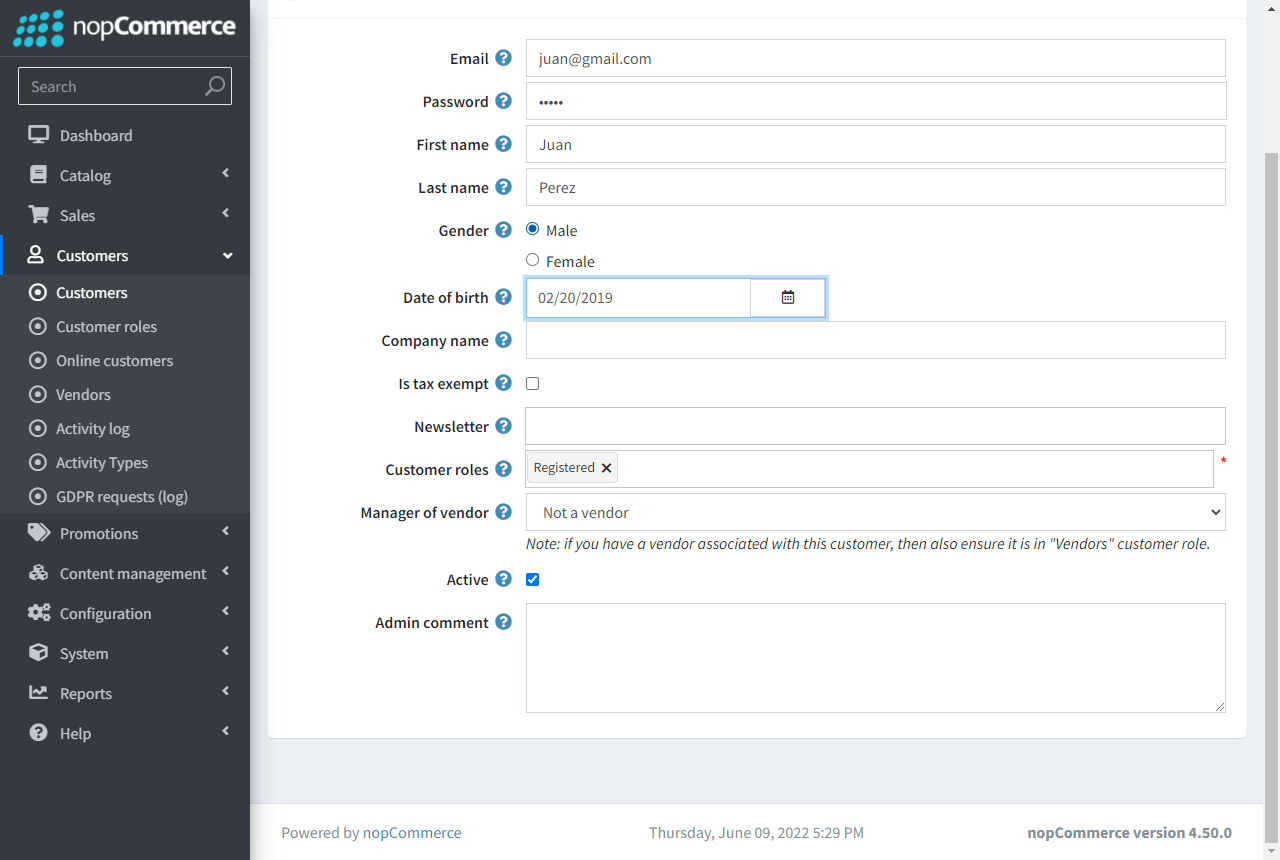 nopCommerce
Search
Dashboard
Catalog
Sales
Customers
Customers
Customer roles
Online customers
Vendors
Activity log
Activity Types
GDPR requests (log)
Promotions
Content management
Configuration
System
Reports
Help
Email juan@gmail.com
Password •••••
First name Juan
Last name Perez
Gender Male
Female
Date of birth 02/20/2019
Company name
Is tax exempt
Newsletter
Customer roles Registered ✕ *
Manager of vendor Not a vendor
Note: if you have a vendor associated with this customer, then also ensure it is in "Vendors" customer role.
Active
Admin comment
Powered by nopCommerce Thursday, June 09, 2022 5:29 PM nopCommerce version 4.50.0